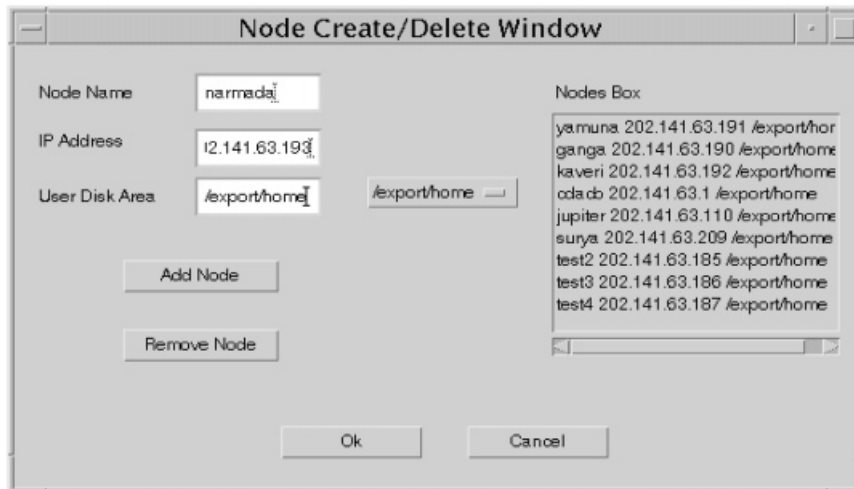 Node Create/Delete Window
Node Name
narmada
IP Address
2.141.63.193
User Disk Area
/export/home
/export/home
Add Node
Remove Node
Nodes Box
yamuna 202.141.63.191 /export/hor
ganga 202.141.63.190 /export/home
kaveri 202.141.63.192 /export/home
202.141.63.1 /export/home
jupiter 202.141.63.110 /export/home
surya 202.141.63.209 /export/home
test2 202.141.63.185 /export/home
test3 202.141.63.186 /export/home
test4 202.141.63.187 /export/home
Ok
Cancel